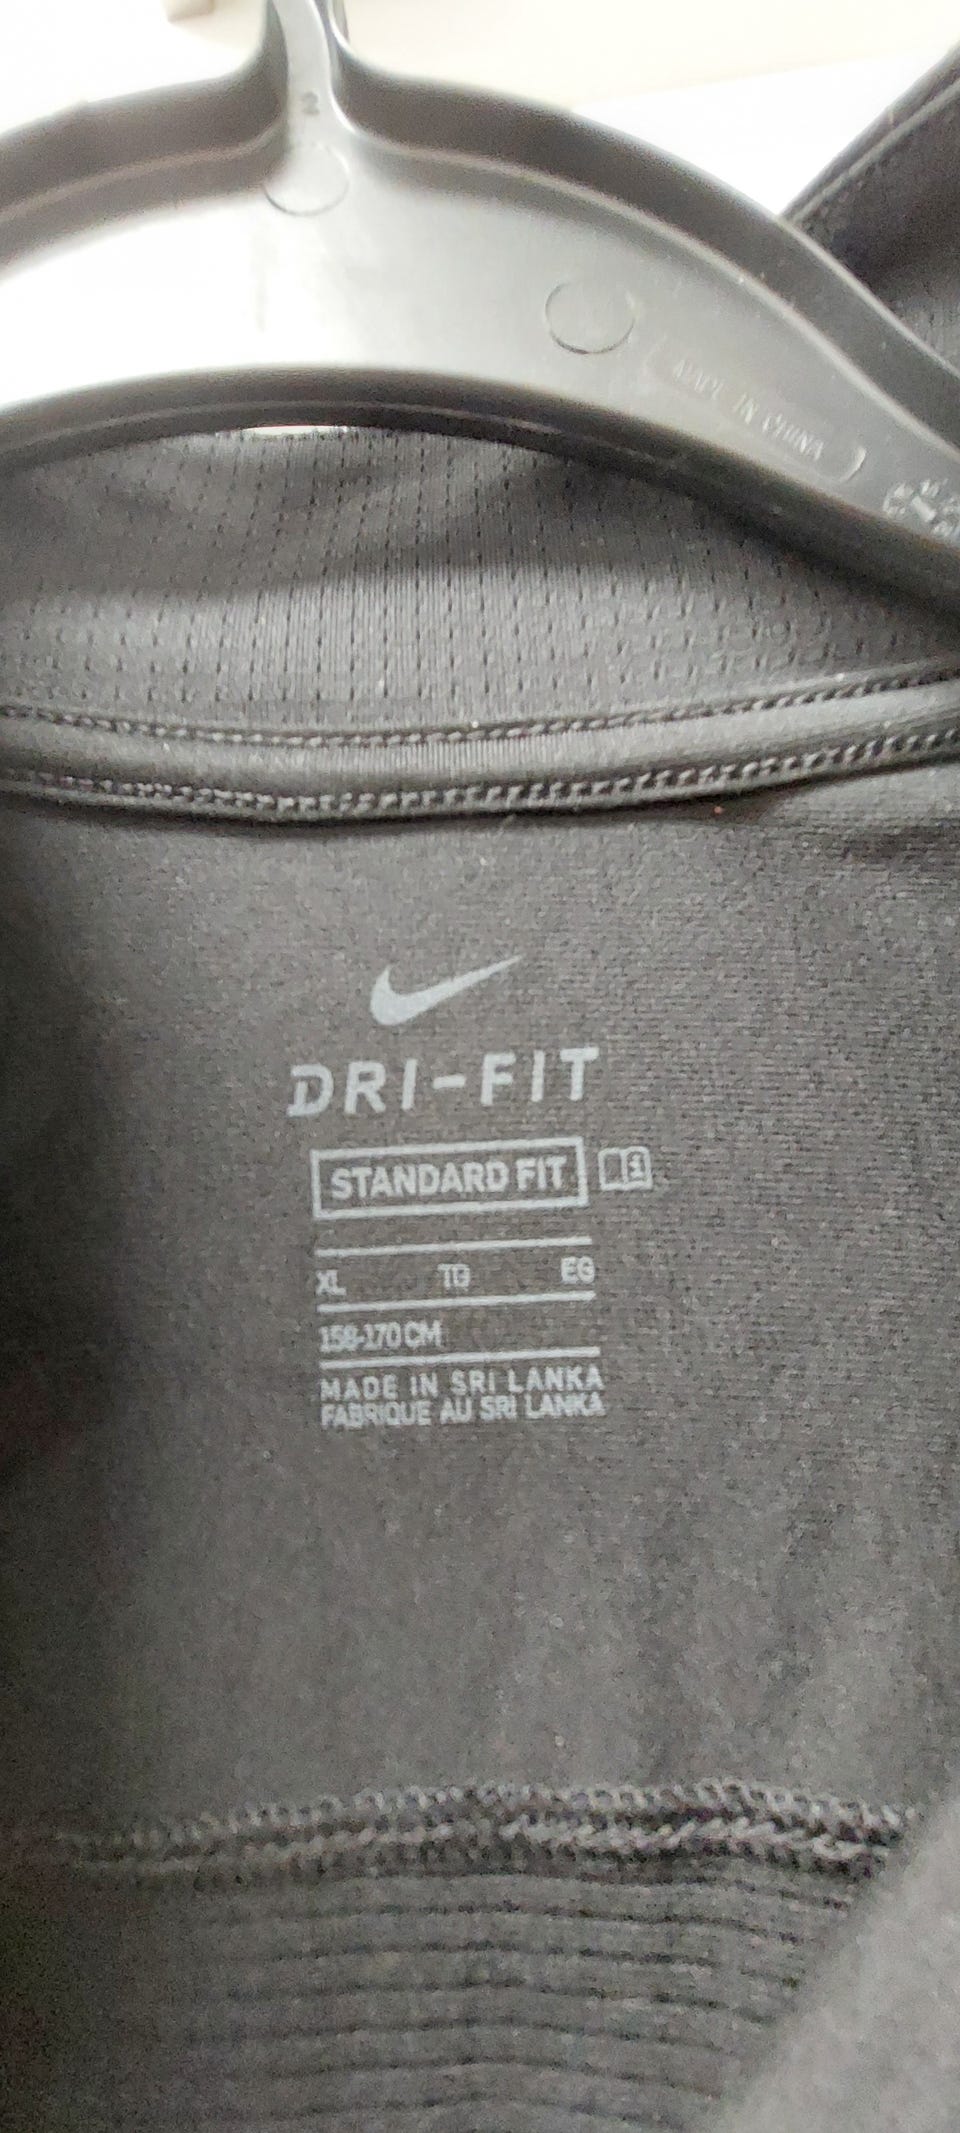 2
MADE IN CHINA
DRI-FIT
STANDARD FIT
XL TG EG
158-170 CM
MADE IN SRI LANKA
FABRIQUE AU SRI LANKA